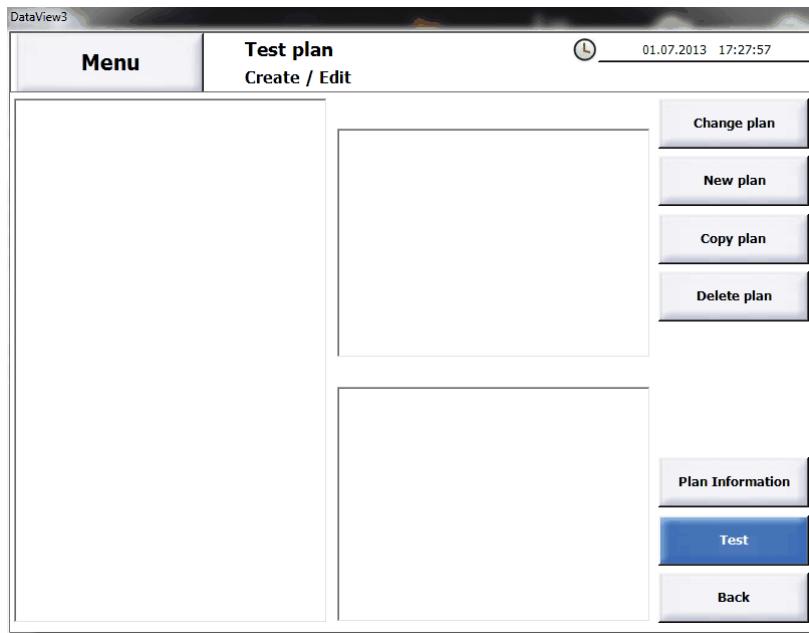 DataView3
Menu
Test plan
Create / Edit
01.07.2013 17:27:57
Change plan
New plan
Copy plan
Delete plan
Plan Information
Test
Back